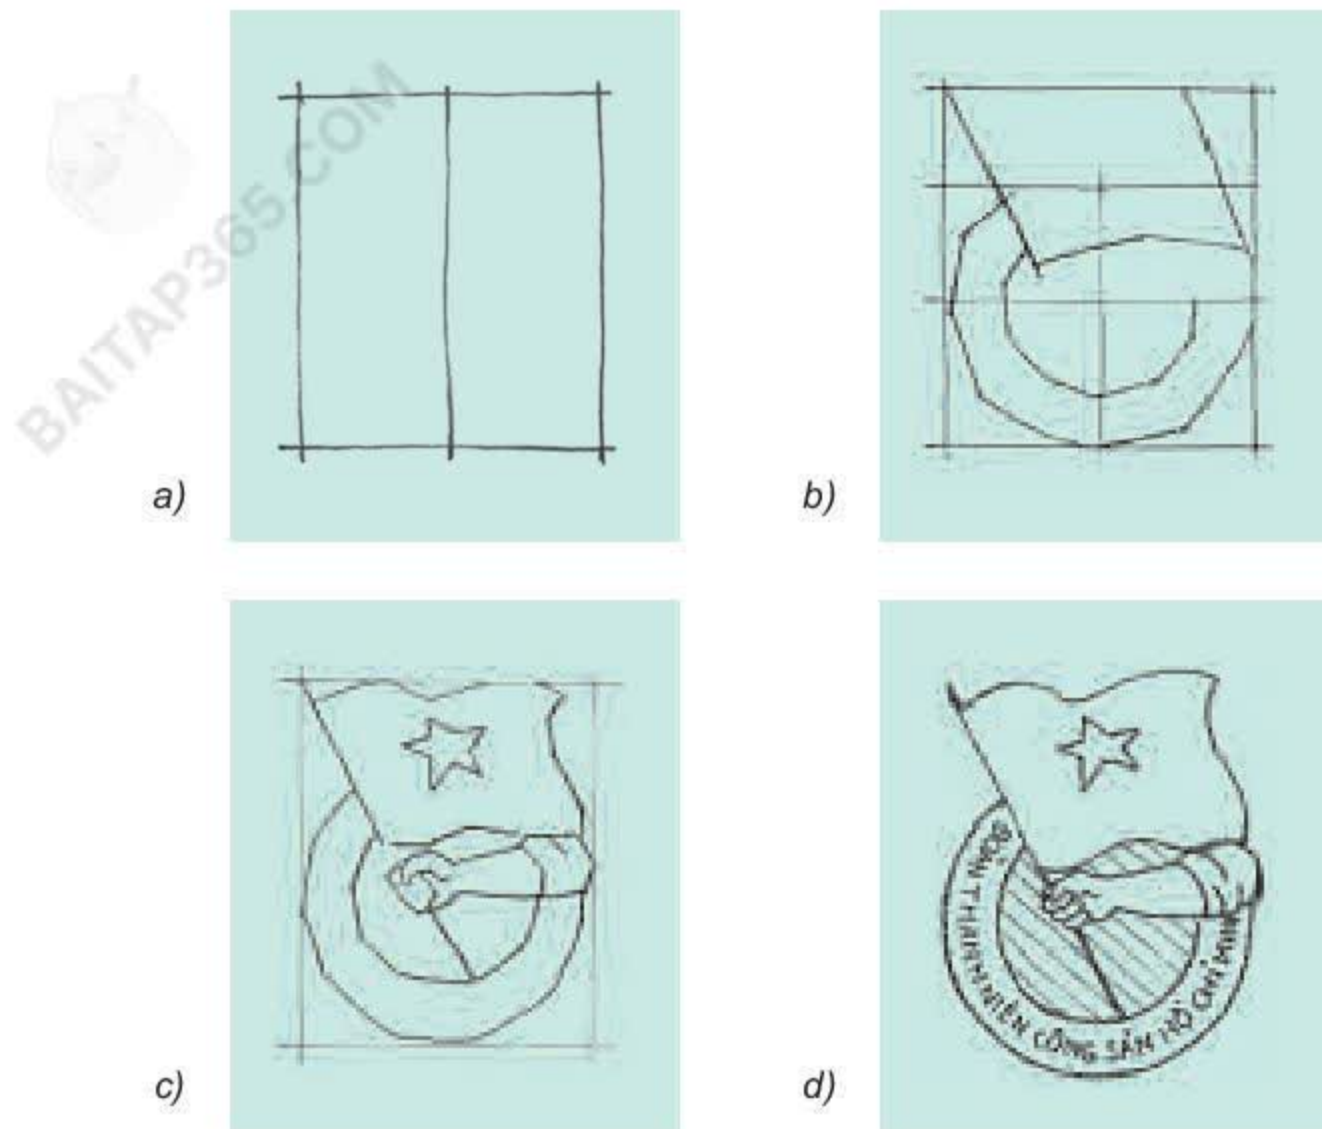 BAITAP365.COM
a)
b)
c)
ĐOÀN THANH NIÊN CỘNG SẢN HỒ CHÍ MINH
d)